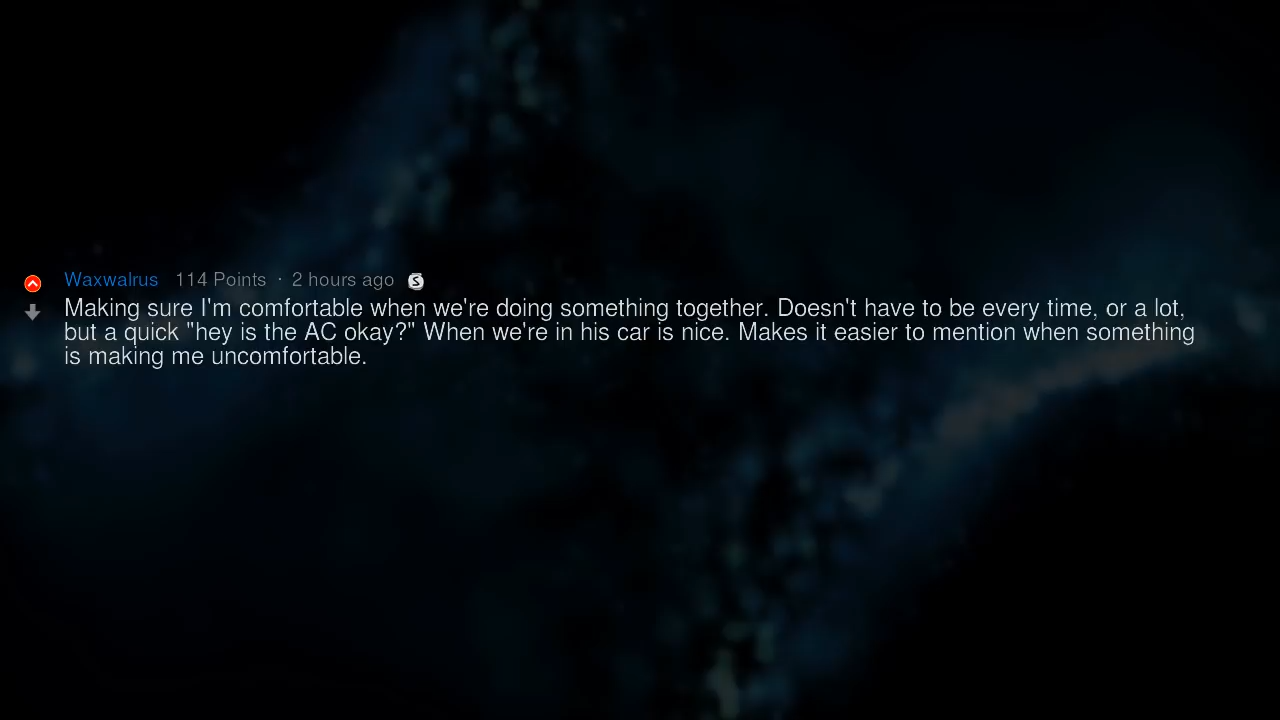 Waxwalrus 114 Points · 2 hours ago S
Making sure I'm comfortable when we're doing something together. Doesn't have to be every time, or a lot,
but a quick "hey is the AC okay?" When we're in his car is nice. Makes it easier to mention when something
is making me uncomfortable.